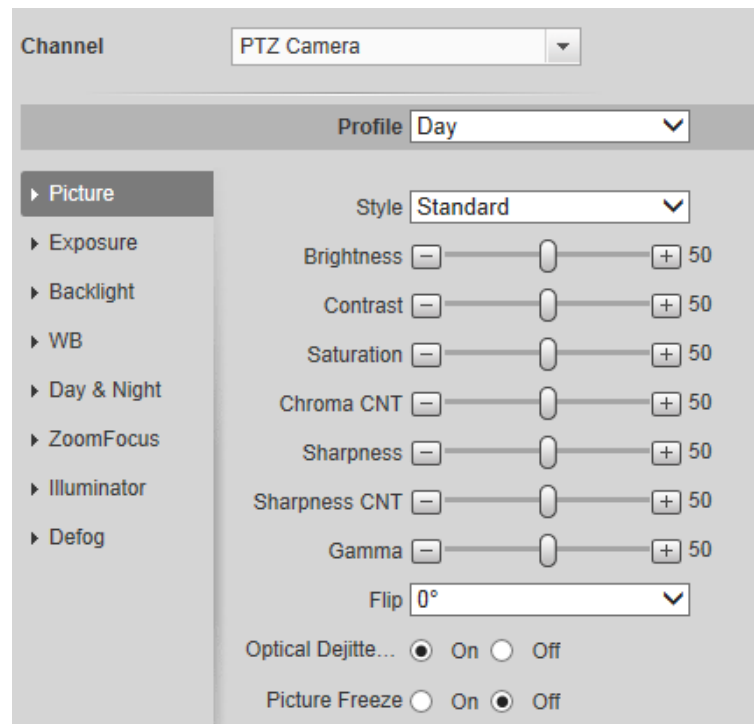 Channel PTZ Camera
Profile Day
Picture
Exposure
Backlight
WB
Day & Night
ZoomFocus
Illuminator
Defog
Style Standard
Brightness 50
Contrast 50
Saturation 50
Chroma CNT 50
Sharpness 50
Sharpness CNT 50
Gamma 50
Flip 0°
Optical Dejitte... On Off
Picture Freeze On Off